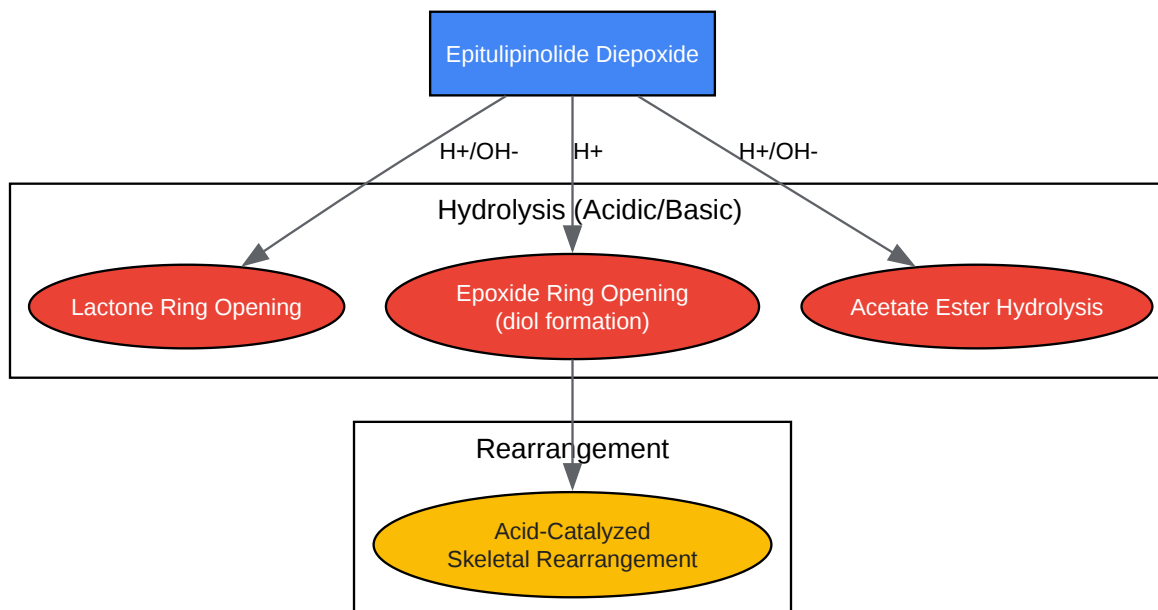 Epitulipinolide Diepoxide
H+/OH-
H+
H+/OH-
Hydrolysis (Acidic/Basic)
Lactone Ring Opening
Epoxide Ring Opening
(diol formation)
Acetate Ester Hydrolysis
Rearrangement
Acid-Catalyzed
Skeletal Rearrangement